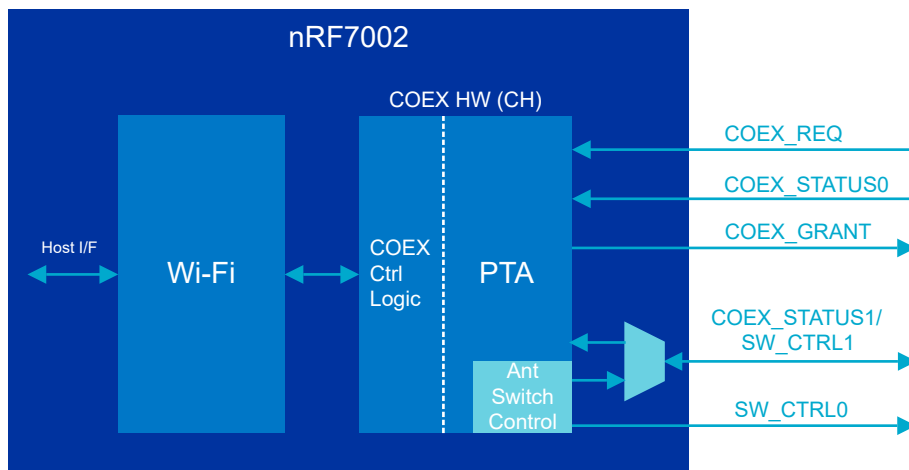 nRF7002
COEX HW (CH)
COEX_REQ
COEX_STATUS0
COEX_GRANT
Host I/F
Wi-Fi
COEX
Ctrl
Logic
PTA
COEX_STATUS1/
SW_CTRL1
Ant
Switch
Control
SW_CTRL0